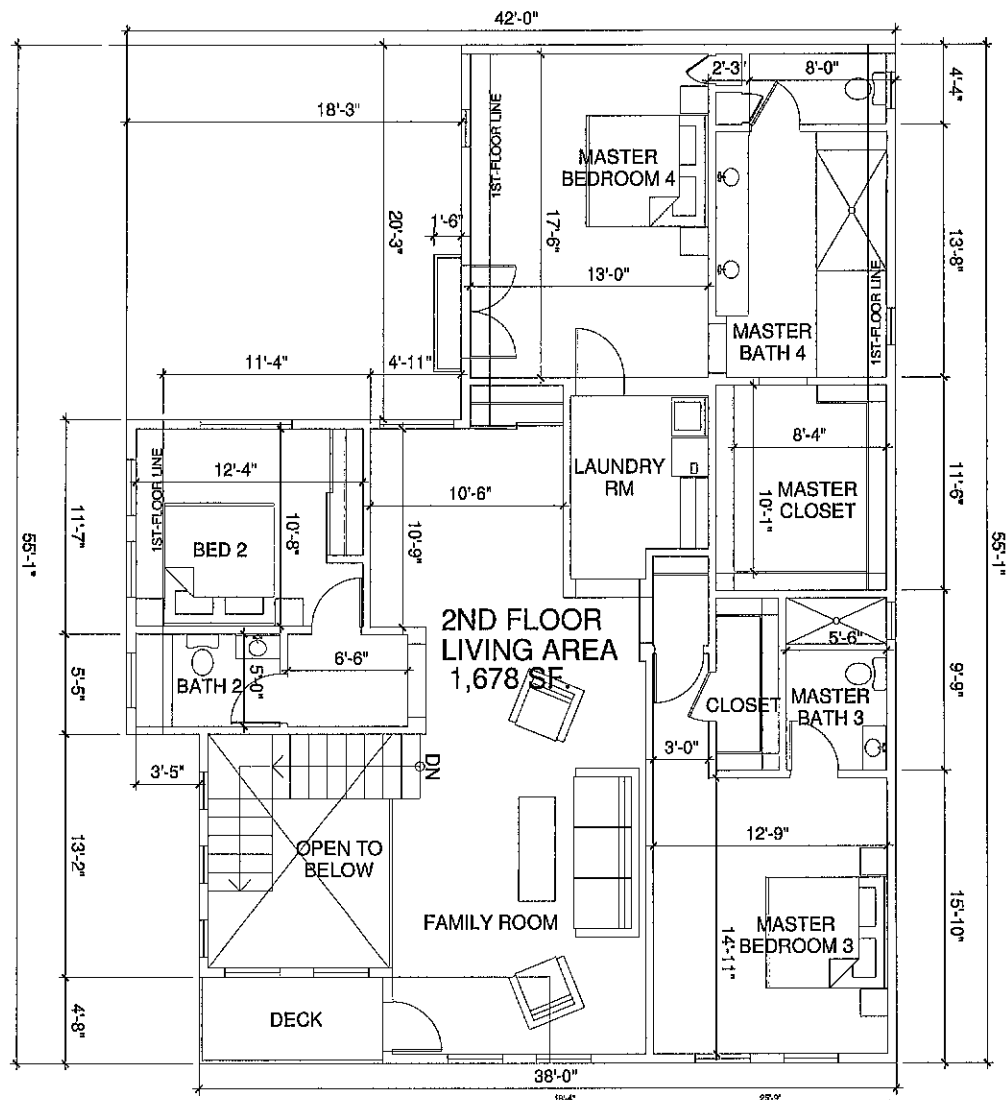 42'-0"
2'-3"
8'-0"
4'-4"
18'-3"
1ST-FLOOR LINE
MASTER
BEDROOM 4
20'-3"
1'-6"
17'-6"
13'-8"
13'-0"
1ST-FLOOR LINE
MASTER
BATH 4
11'-4"
4'-11"
8'-4"
12'-4"
1ST-FLOOR LINE
LAUNDRY
RM
D
10'-6"
MASTER
CLOSET
10'-1"
11'-6"
55'-1"
55'-1"
11'-7"
BED 2
10'-8"
10'-9"
2ND FLOOR
LIVING AREA
1,678 SF.
5'-6"
9'-9"
5'-5"
BATH 2
5'-0"
6'-6"
CLOSET
MASTER
BATH 3
3'-0"
3'-5"
DN
13'-2"
OPEN TO
BELOW
12'-9"
FAMILY ROOM
MASTER
BEDROOM 3
14'-11"
15'-10"
4'-8"
DECK
38'-0"